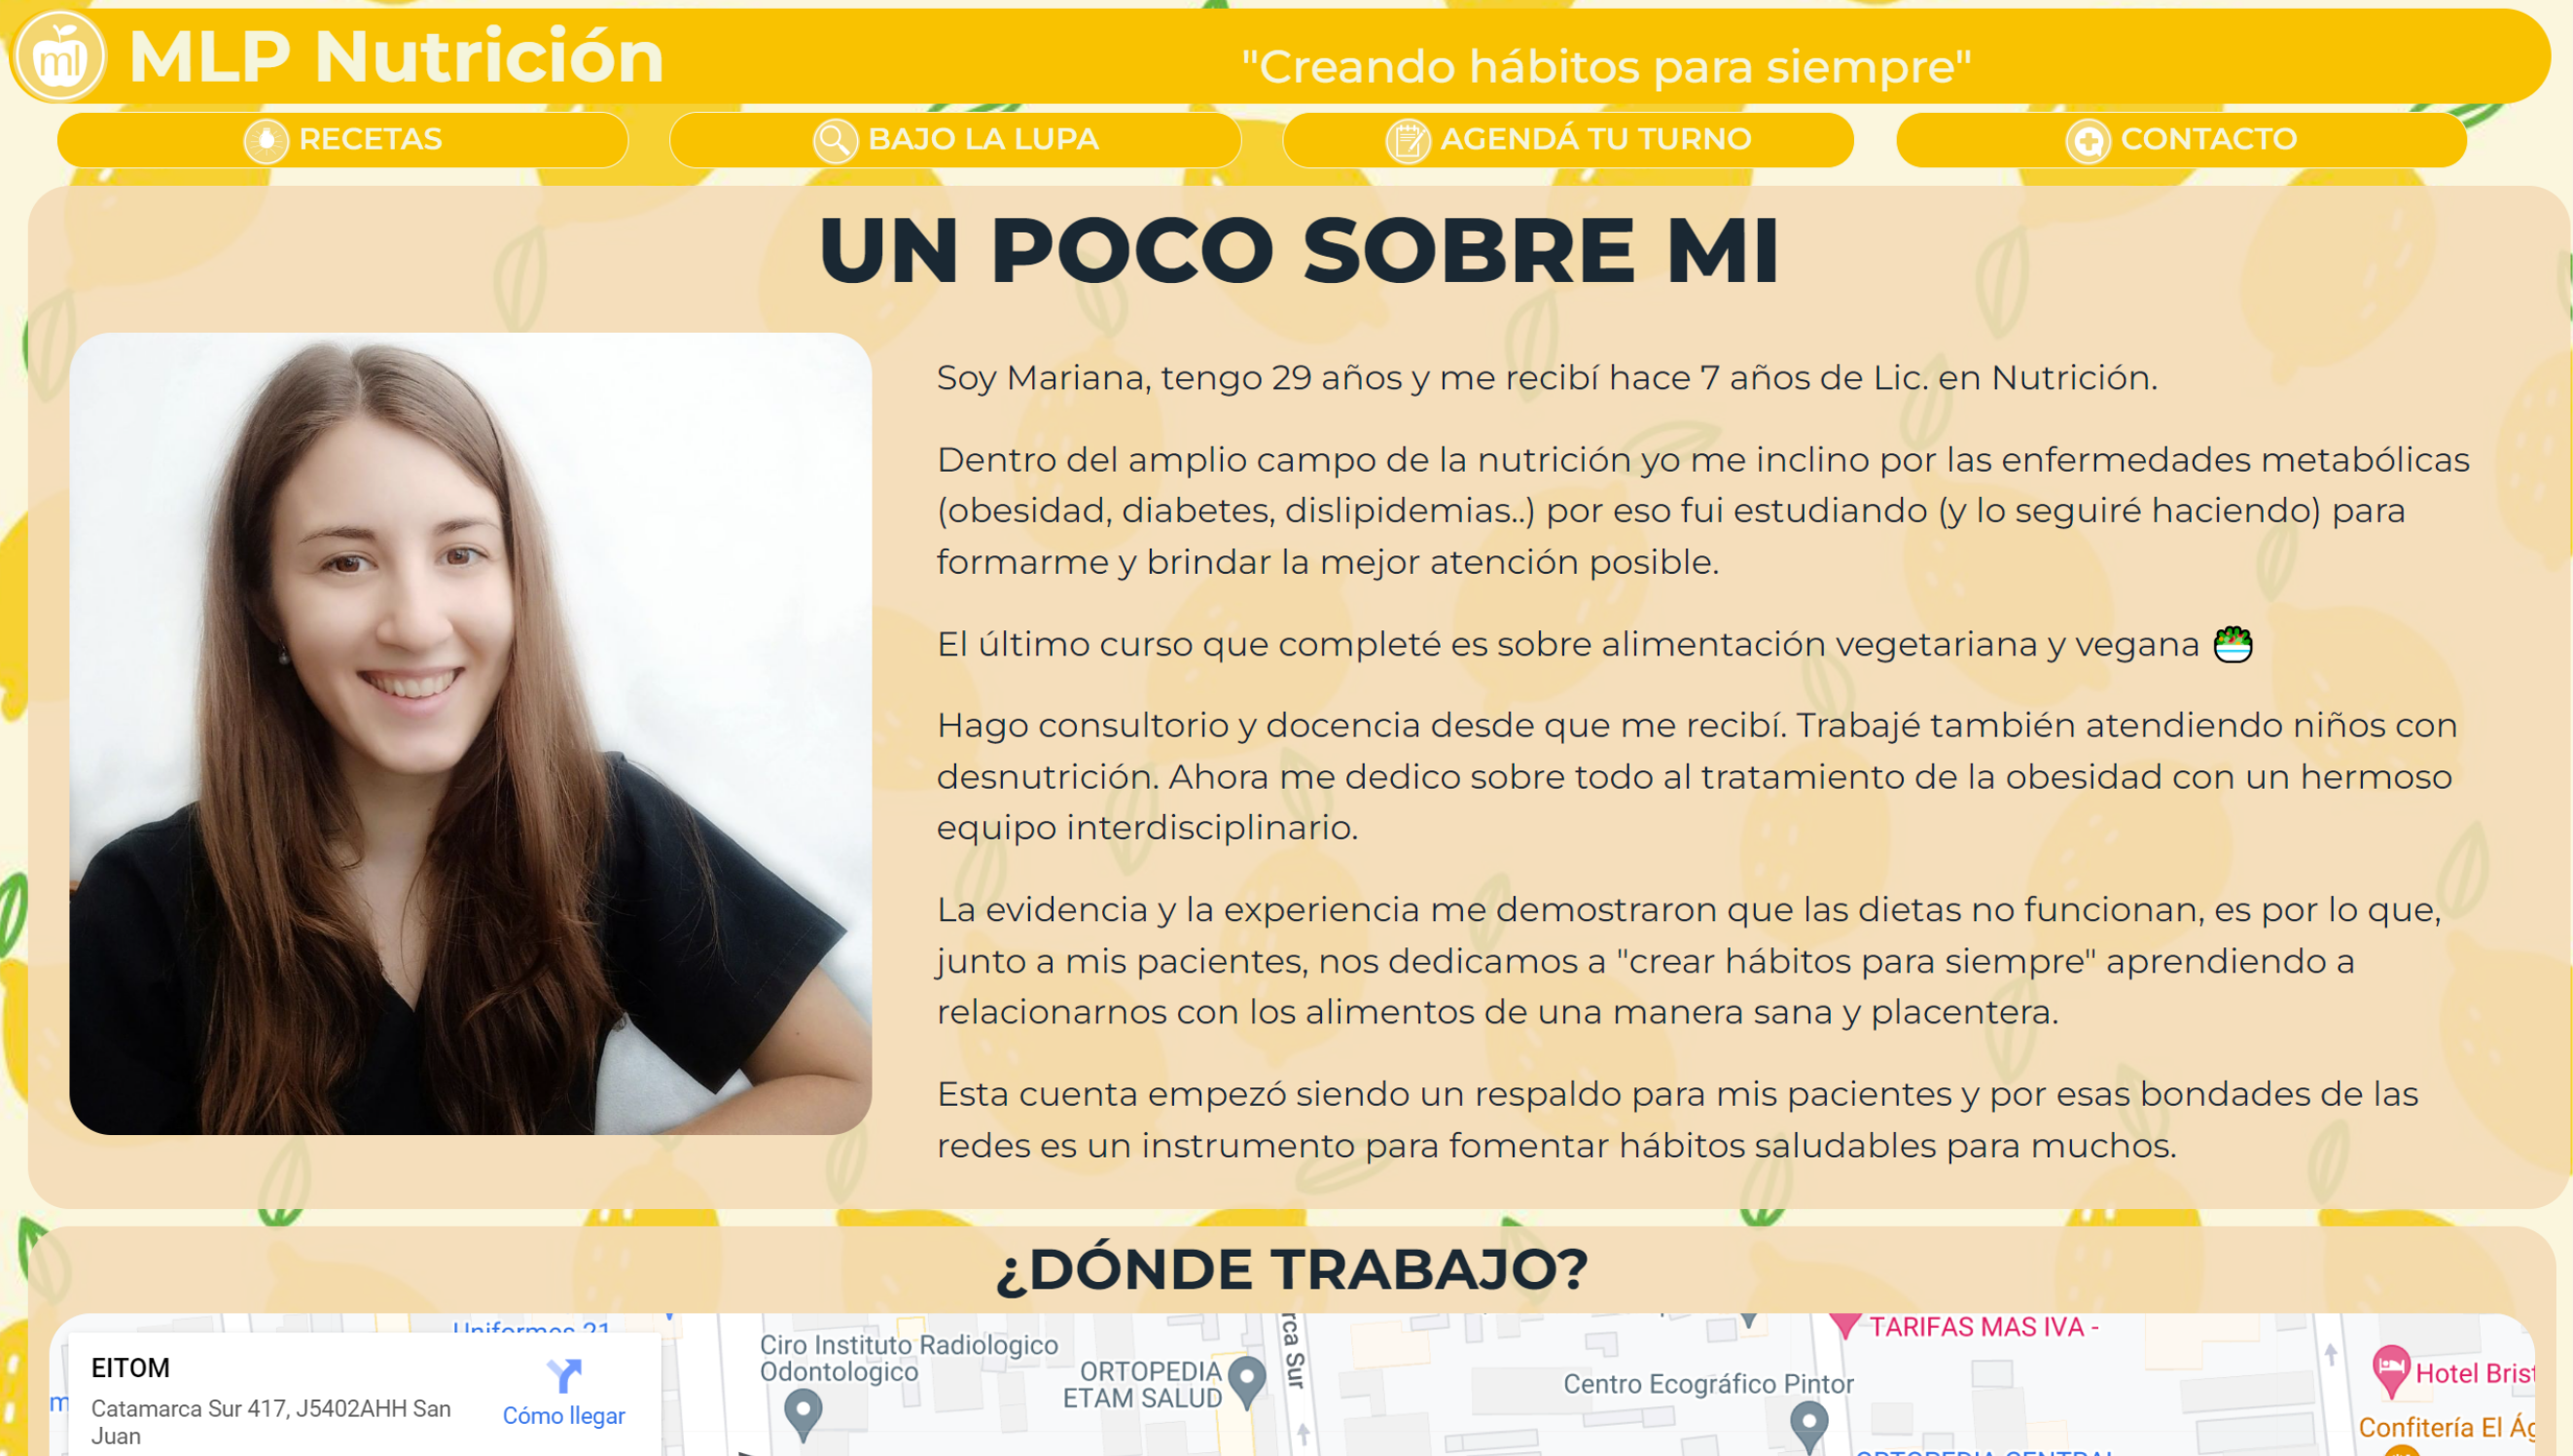 ml
MLP Nutrición
"Creando hábitos para siempre"
RECETAS
BAJO LA LUPA
AGENDÁ TU TURNO
CONTACTO
UN POCO SOBRE MI
Soy Mariana, tengo 29 años y me recibí hace 7 años de Lic. en Nutrición.
Dentro del amplio campo de la nutrición yo me inclino por las enfermedades metabólicas
(obesidad, diabetes, dislipidemias..) por eso fui estudiando (y lo seguiré haciendo) para
formarme y brindar la mejor atención posible.
El último curso que completé es sobre alimentación vegetariana y vegana 🥗
Hago consultorio y docencia desde que me recibí. Trabajé también atendiendo niños con
desnutrición. Ahora me dedico sobre todo al tratamiento de la obesidad con un hermoso
equipo interdisciplinario.
La evidencia y la experiencia me demostraron que las dietas no funcionan, es por lo que,
junto a mis pacientes, nos dedicamos a "crear hábitos para siempre" aprendiendo a
relacionarnos con los alimentos de una manera sana y placentera.
Esta cuenta empezó siendo un respaldo para mis pacientes y por esas bondades de las
redes es un instrumento para fomentar hábitos saludables para muchos.
¿DÓNDE TRABAJO?
Uniformes 21
EITOM
Catamarca Sur 417, J5402AHH San
Juan
Cómo llegar
Ciro Instituto Radiologico
Odontologico
ORTOPEDIA
ETAM SALUD
rca Sur
Centro Ecográfico Pintor
TARIFAS MAS IVA -
Hotel Brist
Confitería El Ág
ORTOPEDIA CENTRAL